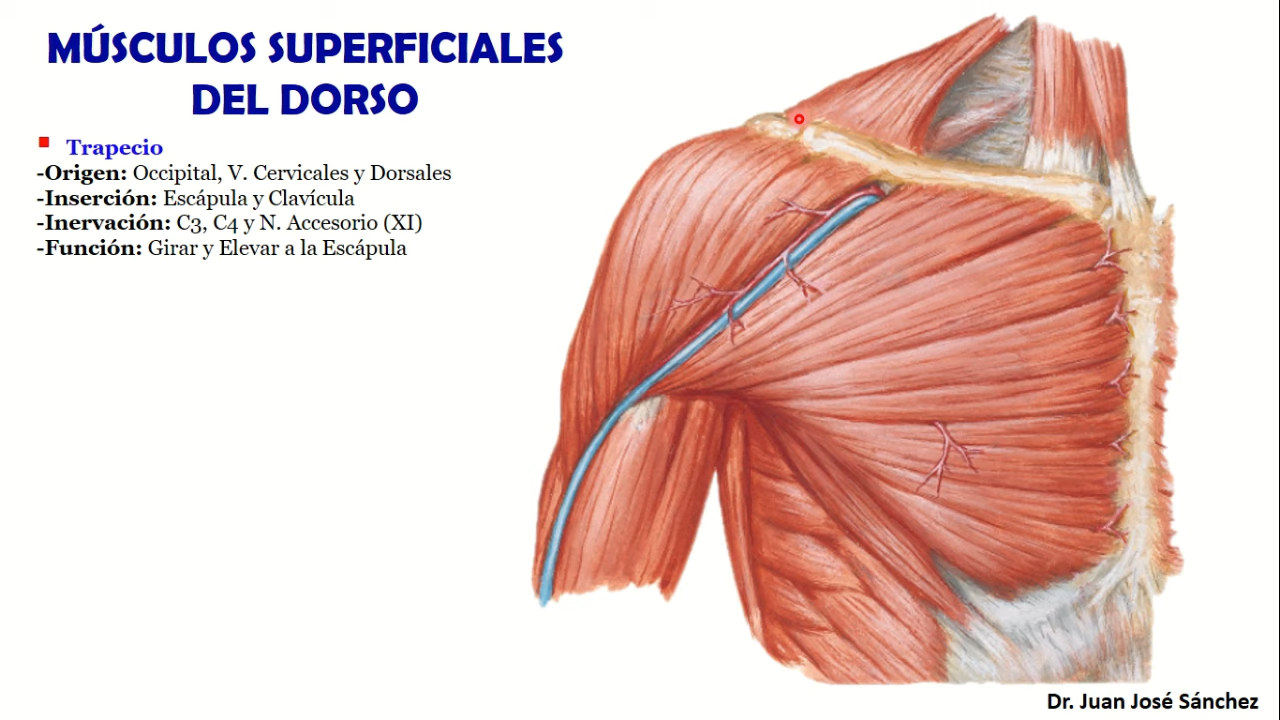 MÚSCULOS SUPERFICIALES
DEL DORSO
Trapecio
-Origen: Occipital, V. Cervicales y Dorsales
-Inserción: Escápula y Clavícula
-Inervación: C3, C4 y N. Accesorio (XI)
-Función: Girar y Elevar a la Escápula
Dr. Juan José Sánchez